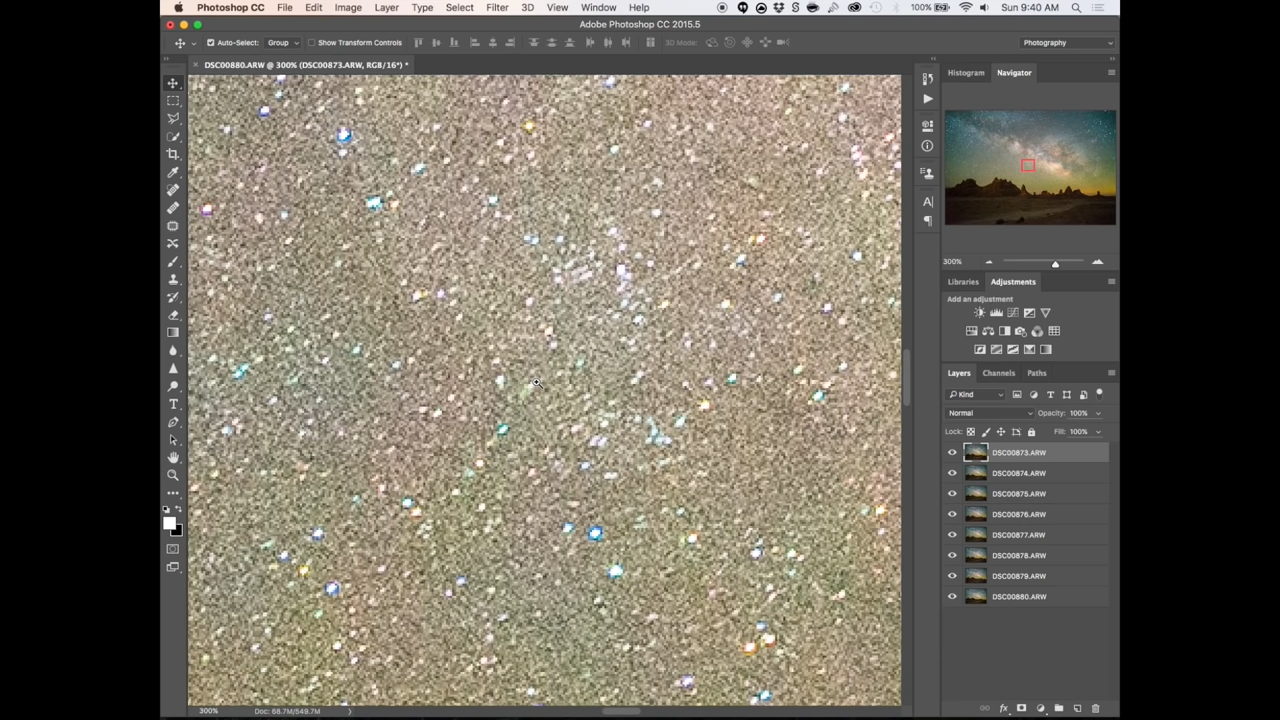 Photoshop CC File Edit Image Layer Type Select Filter 3D View Window Help 100% Sun 9:40 AM
Adobe Photoshop CC 2015.5
Auto-Select: Group Show Transform Controls 3D Mode: Photography
DSC00880.ARW @ 300% (DSC00873.ARW, RGB/16*) *
Histogram Navigator
300%
Libraries Adjustments
Add an adjustment
Layers Channels Paths
Kind
Normal Opacity: 100%
Lock: Fill: 100%
DSC00873.ARW
DSC00874.ARW
DSC00875.ARW
DSC00876.ARW
DSC00877.ARW
DSC00878.ARW
DSC00879.ARW
DSC00880.ARW
300% Doc: 68.7M/549.7M